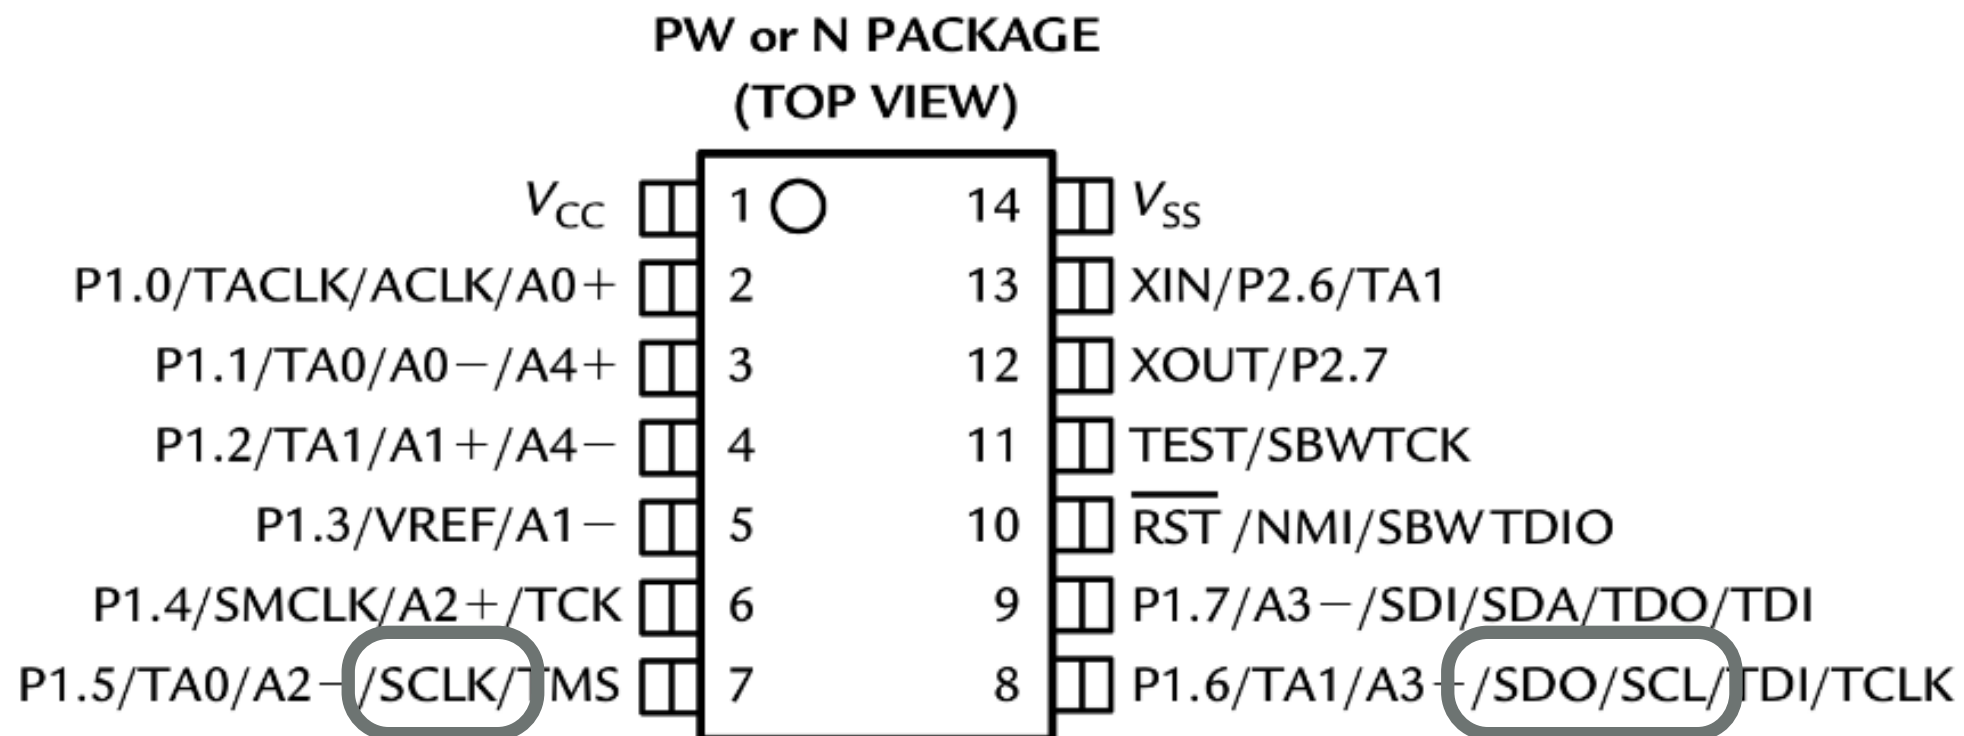 PW or N PACKAGE
(TOP VIEW)
VCC 1 14 VSS
P1.0/TACLK/ACLK/A0+ 2 13 XIN/P2.6/TA1
P1.1/TA0/A0−/A4+ 3 12 XOUT/P2.7
P1.2/TA1/A1+/A4− 4 11 TEST/SBWTCK
P1.3/VREF/A1− 5 10 RST/NMI/SBWTDIO
P1.4/SMCLK/A2+/TCK 6 9 P1.7/A3−/SDI/SDA/TDO/TDI
P1.5/TA0/A2−/SCLK/TMS 7 8 P1.6/TA1/A3+/SDO/SCL/TDI/TCLK